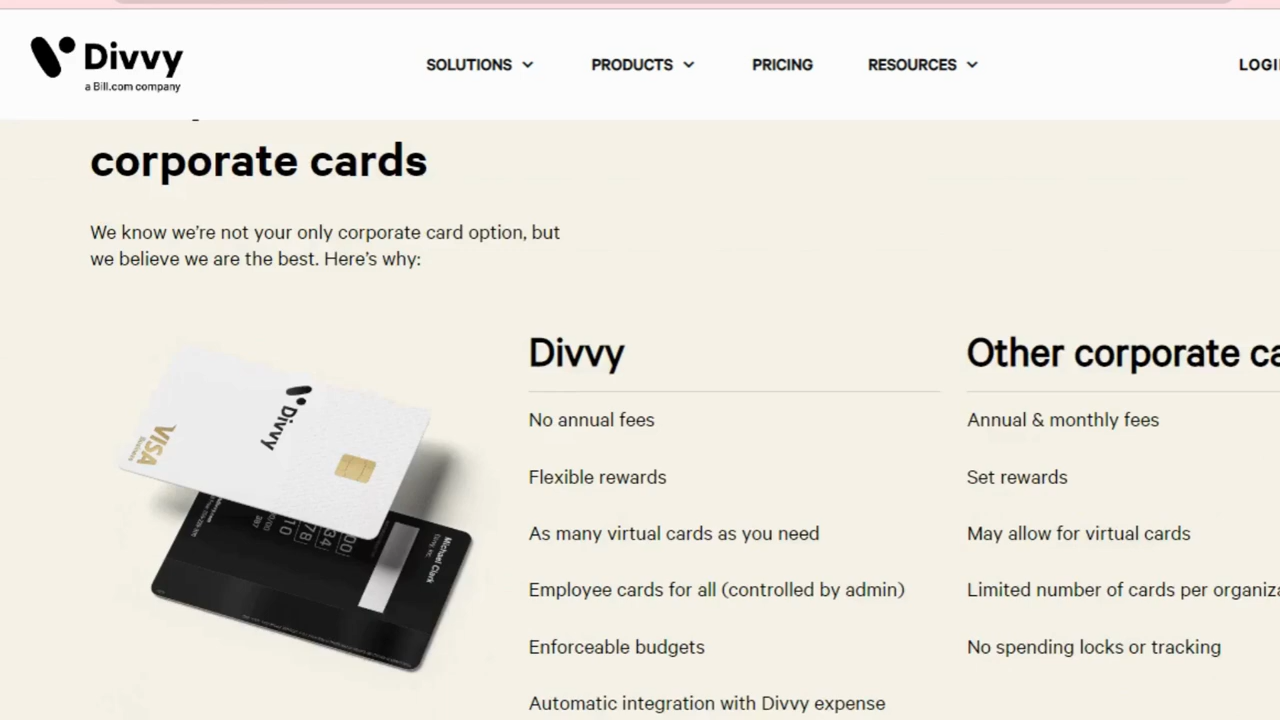 Divvy
a Bill.com company
SOLUTIONS
PRODUCTS
PRICING
RESOURCES
LOGI
corporate cards
We know we're not your only corporate card option, but
we believe we are the best. Here's why:
Divvy
VISA
Business
Michael Clark
Divvy
No annual fees
Flexible rewards
As many virtual cards as you need
Employee cards for all (controlled by admin)
Enforceable budgets
Automatic integration with Divvy expense
Other corporate ca
Annual & monthly fees
Set rewards
May allow for virtual cards
Limited number of cards per organiza
No spending locks or tracking